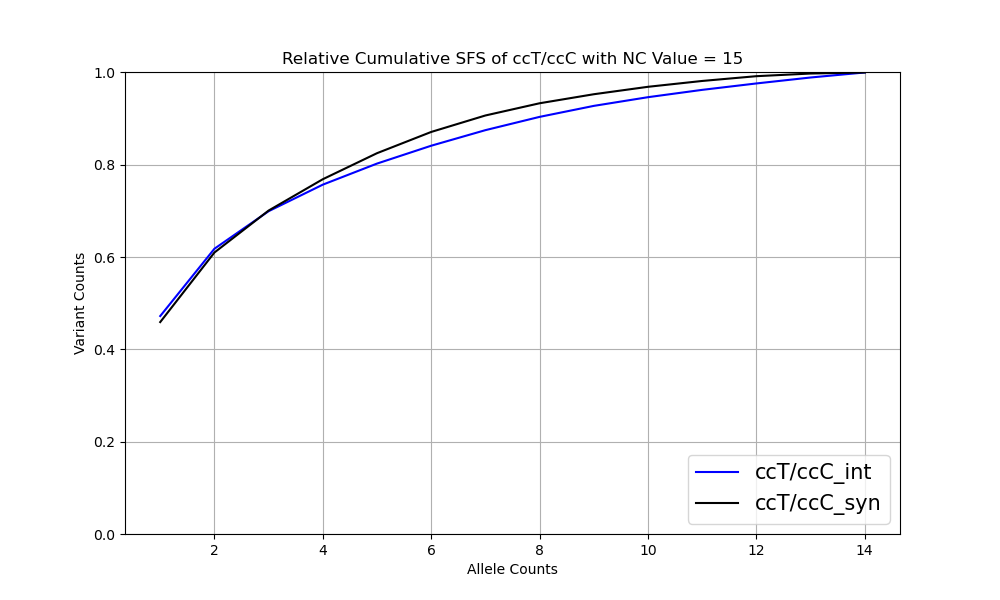 Relative Cumulative SFS of ccT/ccC with NC Value = 15
Variant Counts
1.0
0.8
0.6
0.4
0.2
0.0
ccT/ccC_int
ccT/ccC_syn
2 4 6 8 10 12 14
Allele Counts